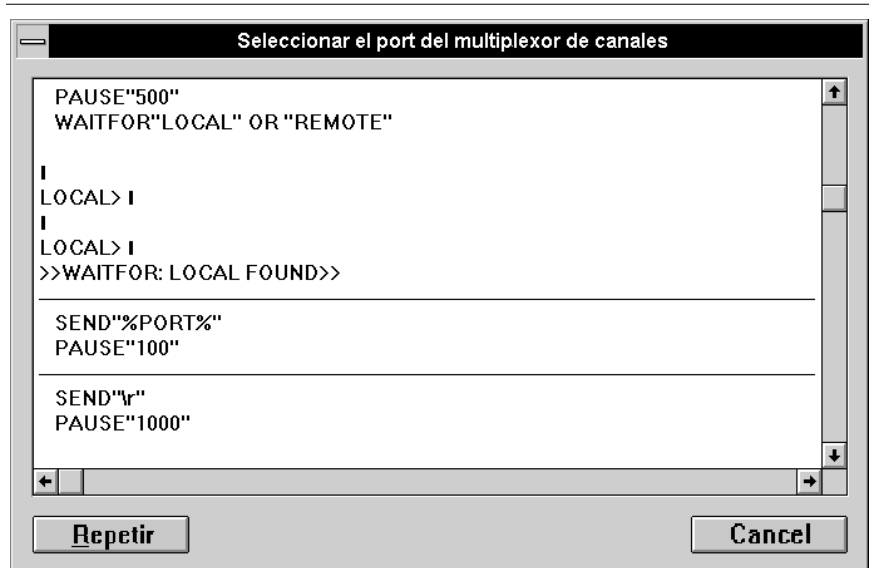 Seleccionar el port del multiplexor de canales
PAUSE"500"
WAITFOR"LOCAL" OR "REMOTE"
LOCAL>
LOCAL>
>>WAITFOR: LOCAL FOUND>>
SEND"%PORT%"
PAUSE"100"
SEND"\r"
PAUSE"1000"
Repetir
Cancel